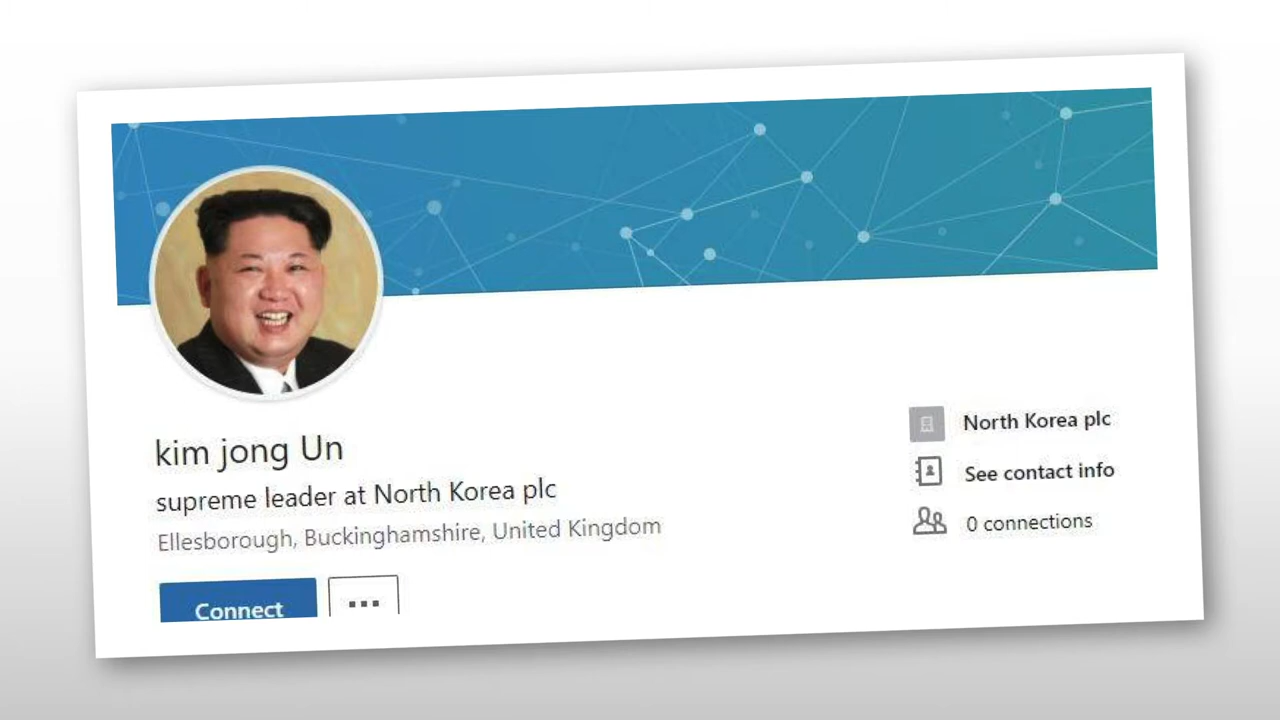 kim jong Un
supreme leader at North Korea plc
Ellesborough, Buckinghamshire, United Kingdom
Connect
North Korea plc
See contact info
0 connections